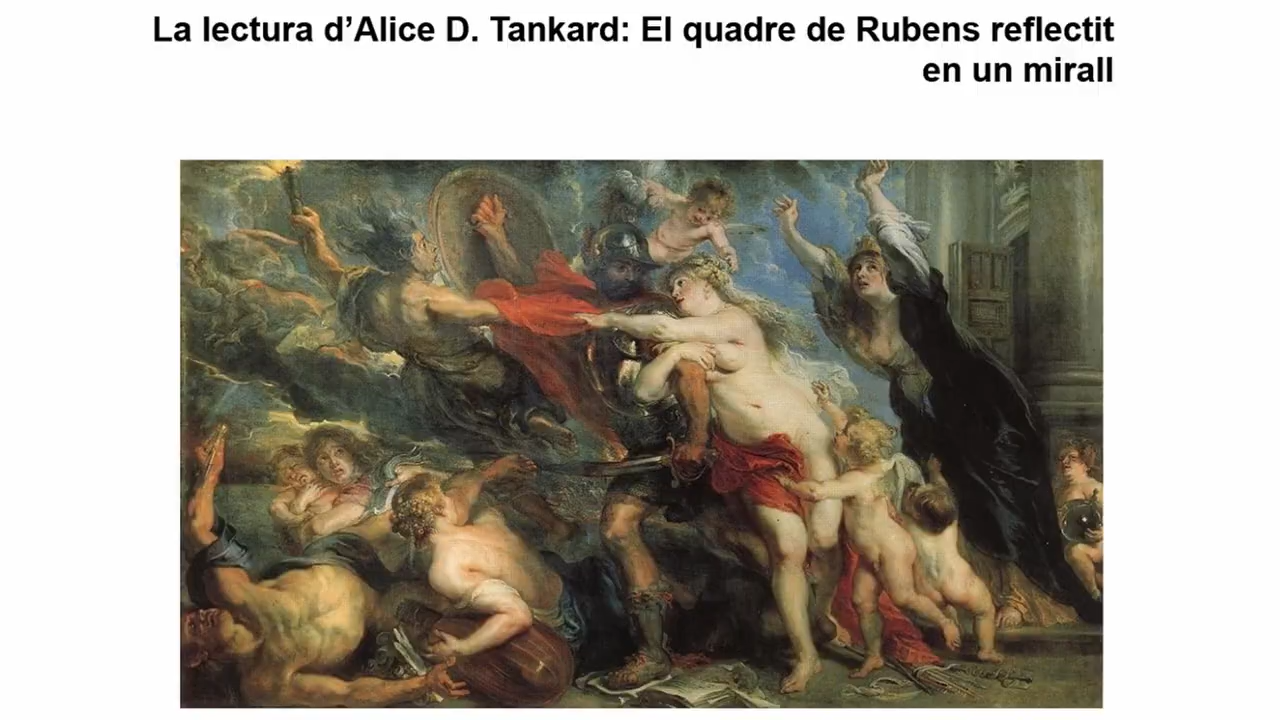 La lectura d’Alice D. Tankard: El quadre de Rubens reflectit
en un mirall